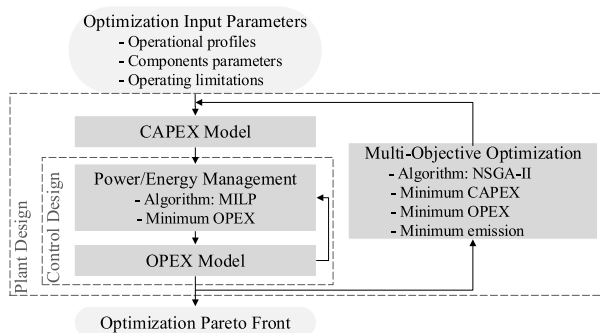 Optimization Input Parameters
- Operational profiles
- Components parameters
- Operating limitations
CAPEX Model
Power/Energy Management
- Algorithm: MILP
- Minimum OPEX
OPEX Model
Multi-Objective Optimization
- Algorithm: NSGA-II
- Minimum CAPEX
- Minimum OPEX
- Minimum emission
Plant Design
Control Design
Optimization Pareto Front